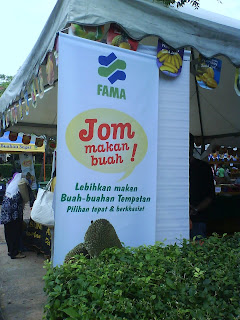 FAMA
Jom
makan
buah!
Lebihkan makan
Buah-buahan Tempatan
Pilihan tepat & berkhasiat